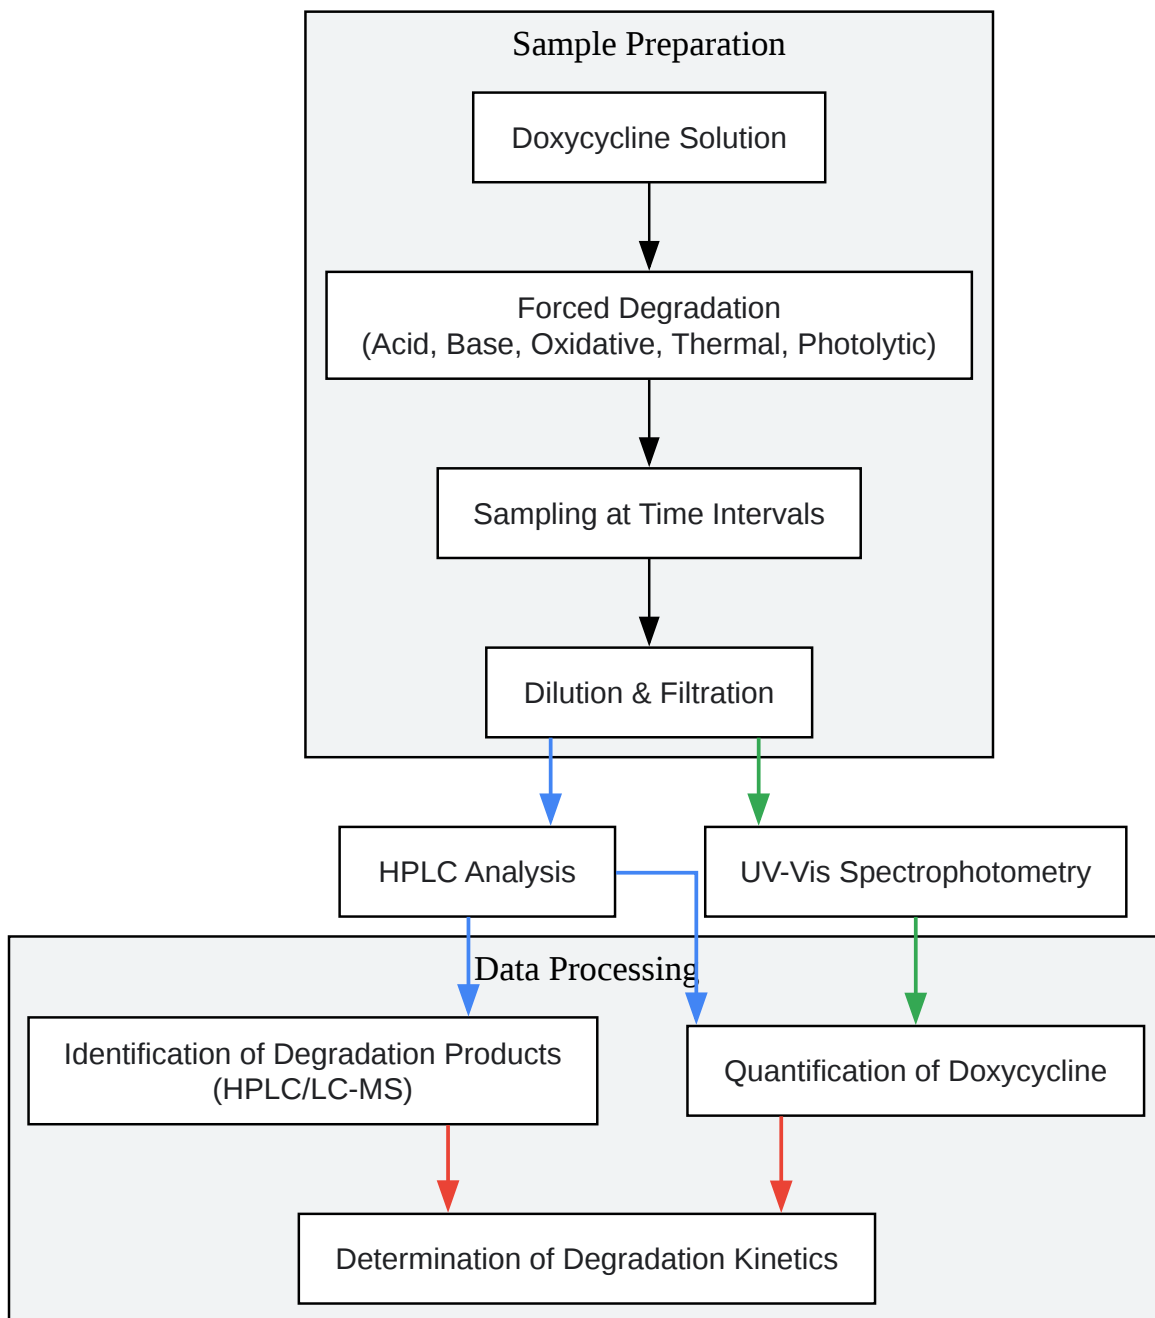 Sample Preparation
Doxycycline Solution
Forced Degradation
(Acid, Base, Oxidative, Thermal, Photolytic)
Sampling at Time Intervals
Dilution & Filtration
HPLC Analysis
UV-Vis Spectrophotometry
Data Processing
Identification of Degradation Products
(HPLC/LC-MS)
Quantification of Doxycycline
Determination of Degradation Kinetics